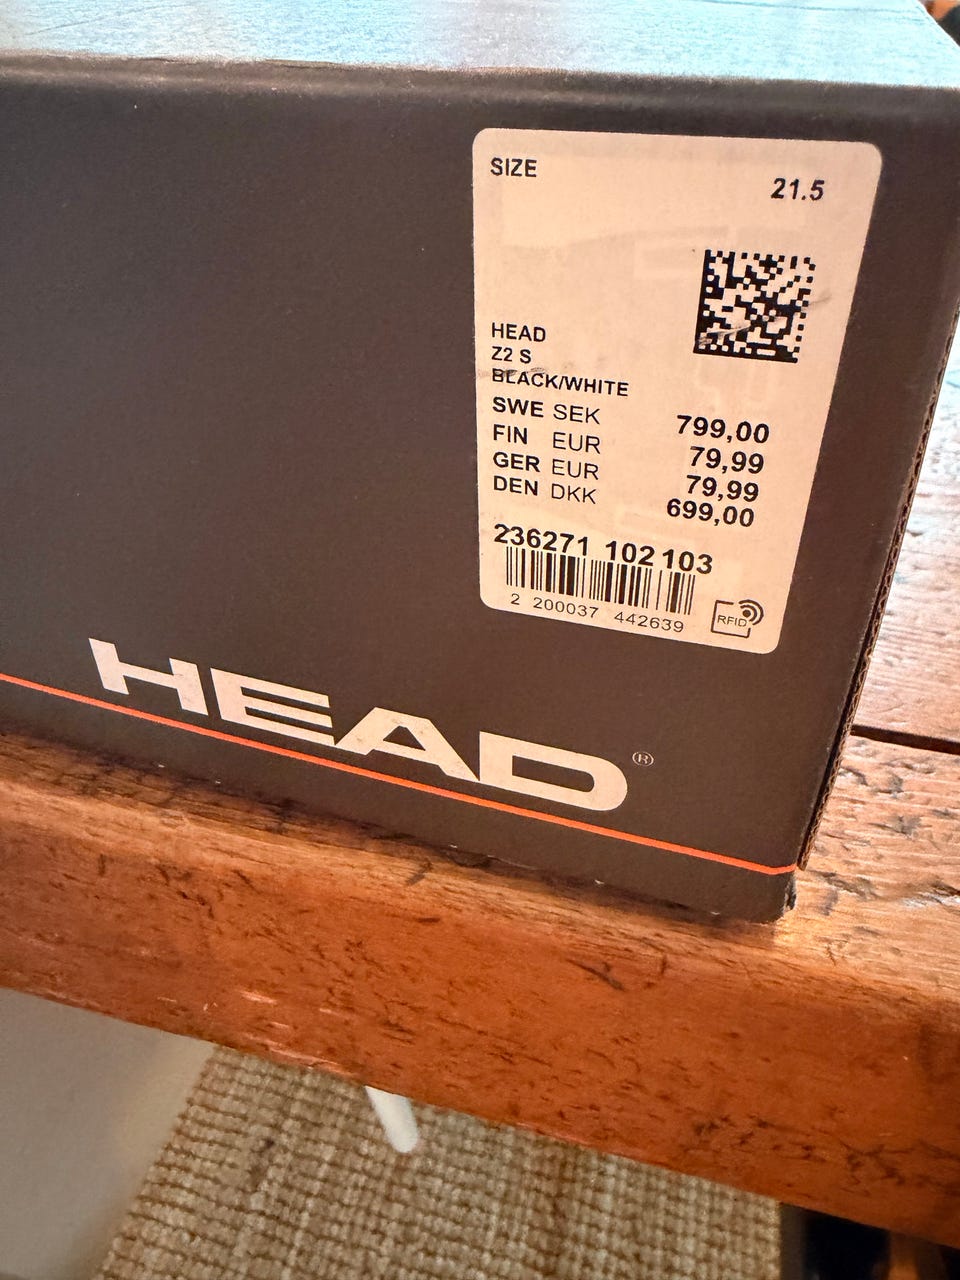 SIZE 21.5
HEAD
Z2 S
BLACK/WHITE
SWE SEK 799,00
FIN EUR 79,99
GER EUR 79,99
DEN DKK 699,00
236271 102 103
2 200037 442639
RFID
HEAD®